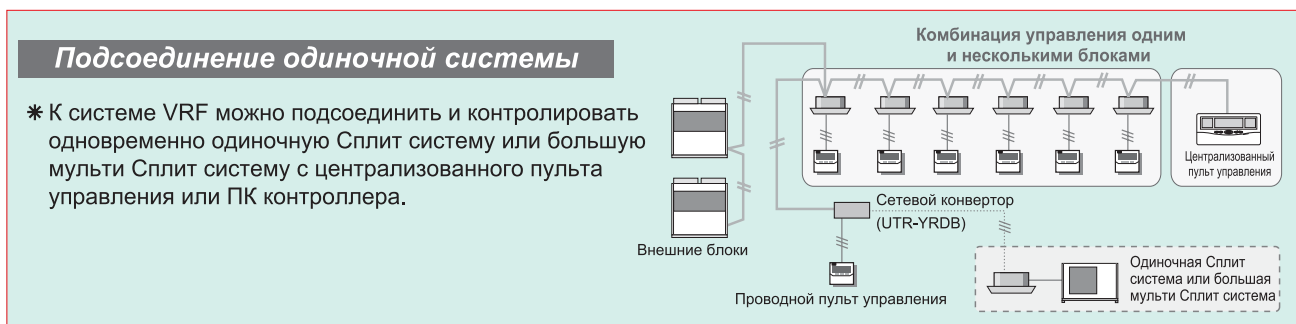 Подсоединение одиночной системы
* К системе VRF можно подсоединить и контролировать
одновременно одиночную Сплит систему или большую
мульти Сплит систему с централизованного пульта
управления или ПК контроллера.
Комбинация управления одним
и несколькими блоками
Централизованный
пульт управления
Сетевой конвертор
(UTR-YRDB)
Внешние блоки
Проводной пульт управления
Одиночная Сплит
система или большая
мульти Сплит система